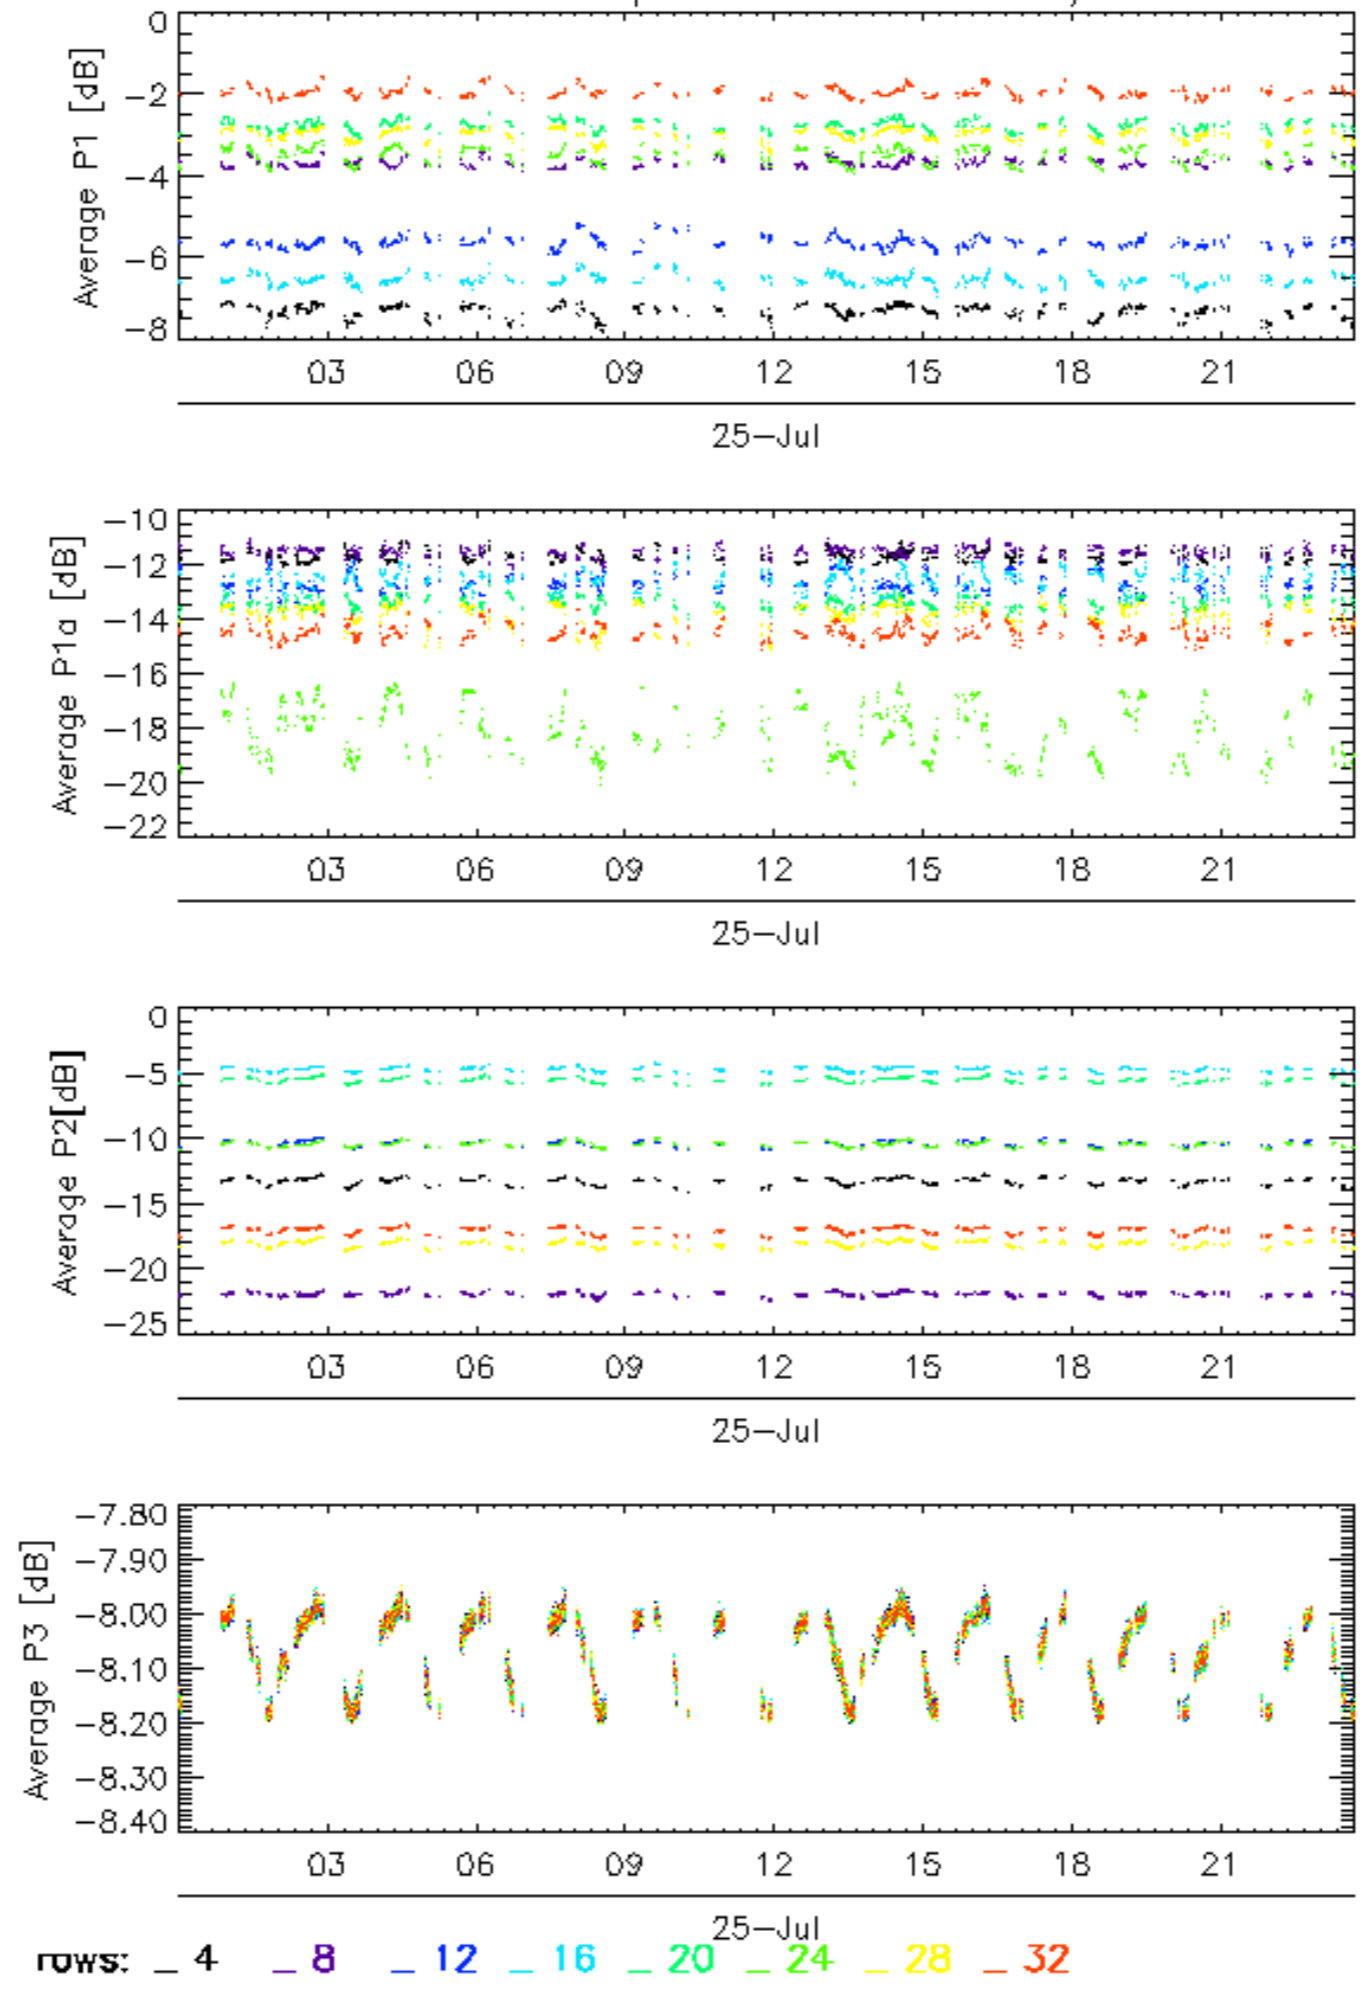 0
-2
-4
-6
-8
Average P1 [dB]
03 06 09 12 15 18 21
25-Jul
-10
-12
-14
-16
-18
-20
-22
Average P1a [dB]
03 06 09 12 15 18 21
25-Jul
0
-5
-10
-15
-20
-25
Average P2[dB]
03 06 09 12 15 18 21
25-Jul
-7.80
-7.90
-8.00
-8.10
-8.20
-8.30
-8.40
Average P3 [dB]
03 06 09 12 15 18 21
25-Jul
rows: _ 4 _ 8 _ 12 _ 16 _ 20 _ 24 _ 28 _ 32